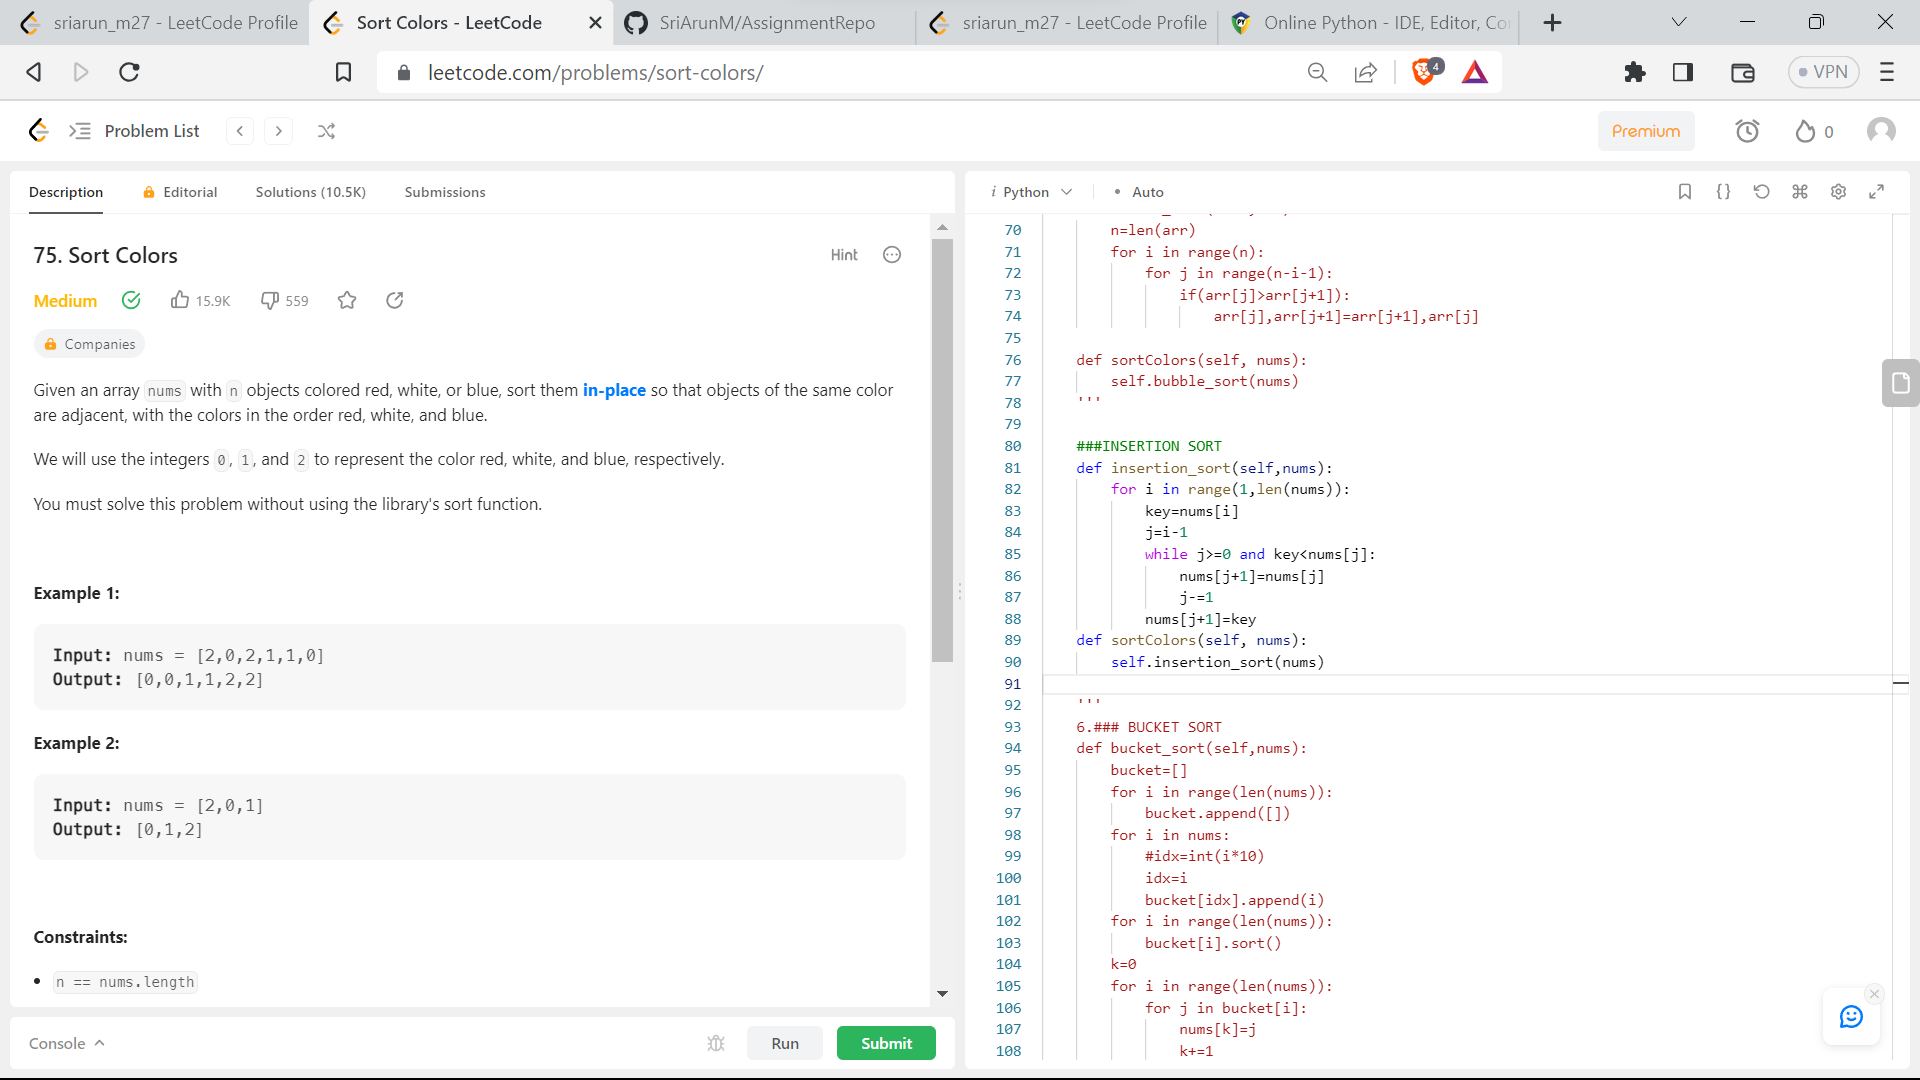 sriarun_m27 - LeetCode Profile
Sort Colors - LeetCode
SriArunM/AssignmentRepo
sriarun_m27 - LeetCode Profile
Online Python - IDE, Editor, Co
leetcode.com/problems/sort-colors/
4
VPN
Problem List
Premium
0
Description
Editorial
Solutions (10.5K)
Submissions
75. Sort Colors
Hint
Medium
15.9K
559
Companies
Given an array nums with n objects colored red, white, or blue, sort them in-place so that objects of the same color
are adjacent, with the colors in the order red, white, and blue.
We will use the integers 0, 1, and 2 to represent the color red, white, and blue, respectively.
You must solve this problem without using the library's sort function.
Example 1:
Input: nums = [2,0,2,1,1,0]
Output: [0,0,1,1,2,2]
Example 2:
Input: nums = [2,0,1]
Output: [0,1,2]
Constraints:
• n == nums.length
Console
Run
Submit
i Python
• Auto
70 n=len(arr)
71 for i in range(n):
72 for j in range(n-i-1):
73 if(arr[j]>arr[j+1]):
74 arr[j],arr[j+1]=arr[j+1],arr[j]
75
76 def sortColors(self, nums):
77 self.bubble_sort(nums)
78 '''
79
80 ###INSERTION SORT
81 def insertion_sort(self,nums):
82 for i in range(1,len(nums)):
83 key=nums[i]
84 j=i-1
85 while j>=0 and key<nums[j]:
86 nums[j+1]=nums[j]
87 j-=1
88 nums[j+1]=key
89 def sortColors(self, nums):
90 self.insertion_sort(nums)
91
92 '''
93 6.### BUCKET SORT
94 def bucket_sort(self,nums):
95 bucket=[]
96 for i in range(len(nums)):
97 bucket.append([])
98 for i in nums:
99 #idx=int(i*10)
100 idx=i
101 bucket[idx].append(i)
102 for i in range(len(nums)):
103 bucket[i].sort()
104 k=0
105 for i in range(len(nums)):
106 for j in bucket[i]:
107 nums[k]=j
108 k+=1